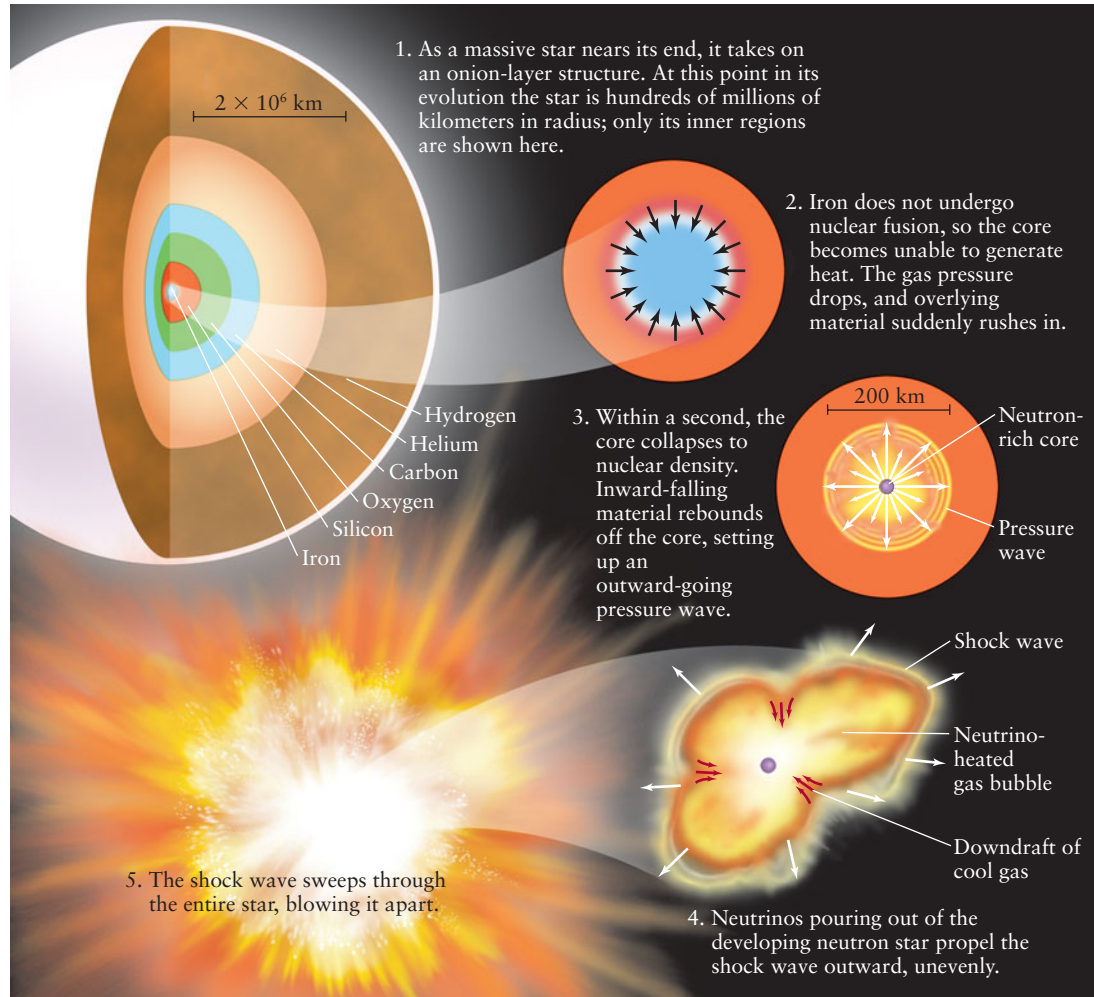 1. As a massive star nears its end, it takes on
an onion-layer structure. At this point in its
evolution the star is hundreds of millions of
kilometers in radius; only its inner regions
are shown here.
2 × 10⁶ km
Hydrogen
Helium
Carbon
Oxygen
Silicon
Iron
2. Iron does not undergo
nuclear fusion, so the core
becomes unable to generate
heat. The gas pressure
drops, and overlying
material suddenly rushes in.
3. Within a second, the
core collapses to
nuclear density.
Inward-falling
material rebounds
off the core, setting
up an
outward-going
pressure wave.
200 km
Neutron-
rich core
Pressure
wave
Shock wave
Neutrino-
heated
gas bubble
Downdraft of
cool gas
4. Neutrinos pouring out of the
developing neutron star propel the
shock wave outward, unevenly.
5. The shock wave sweeps through
the entire star, blowing it apart.